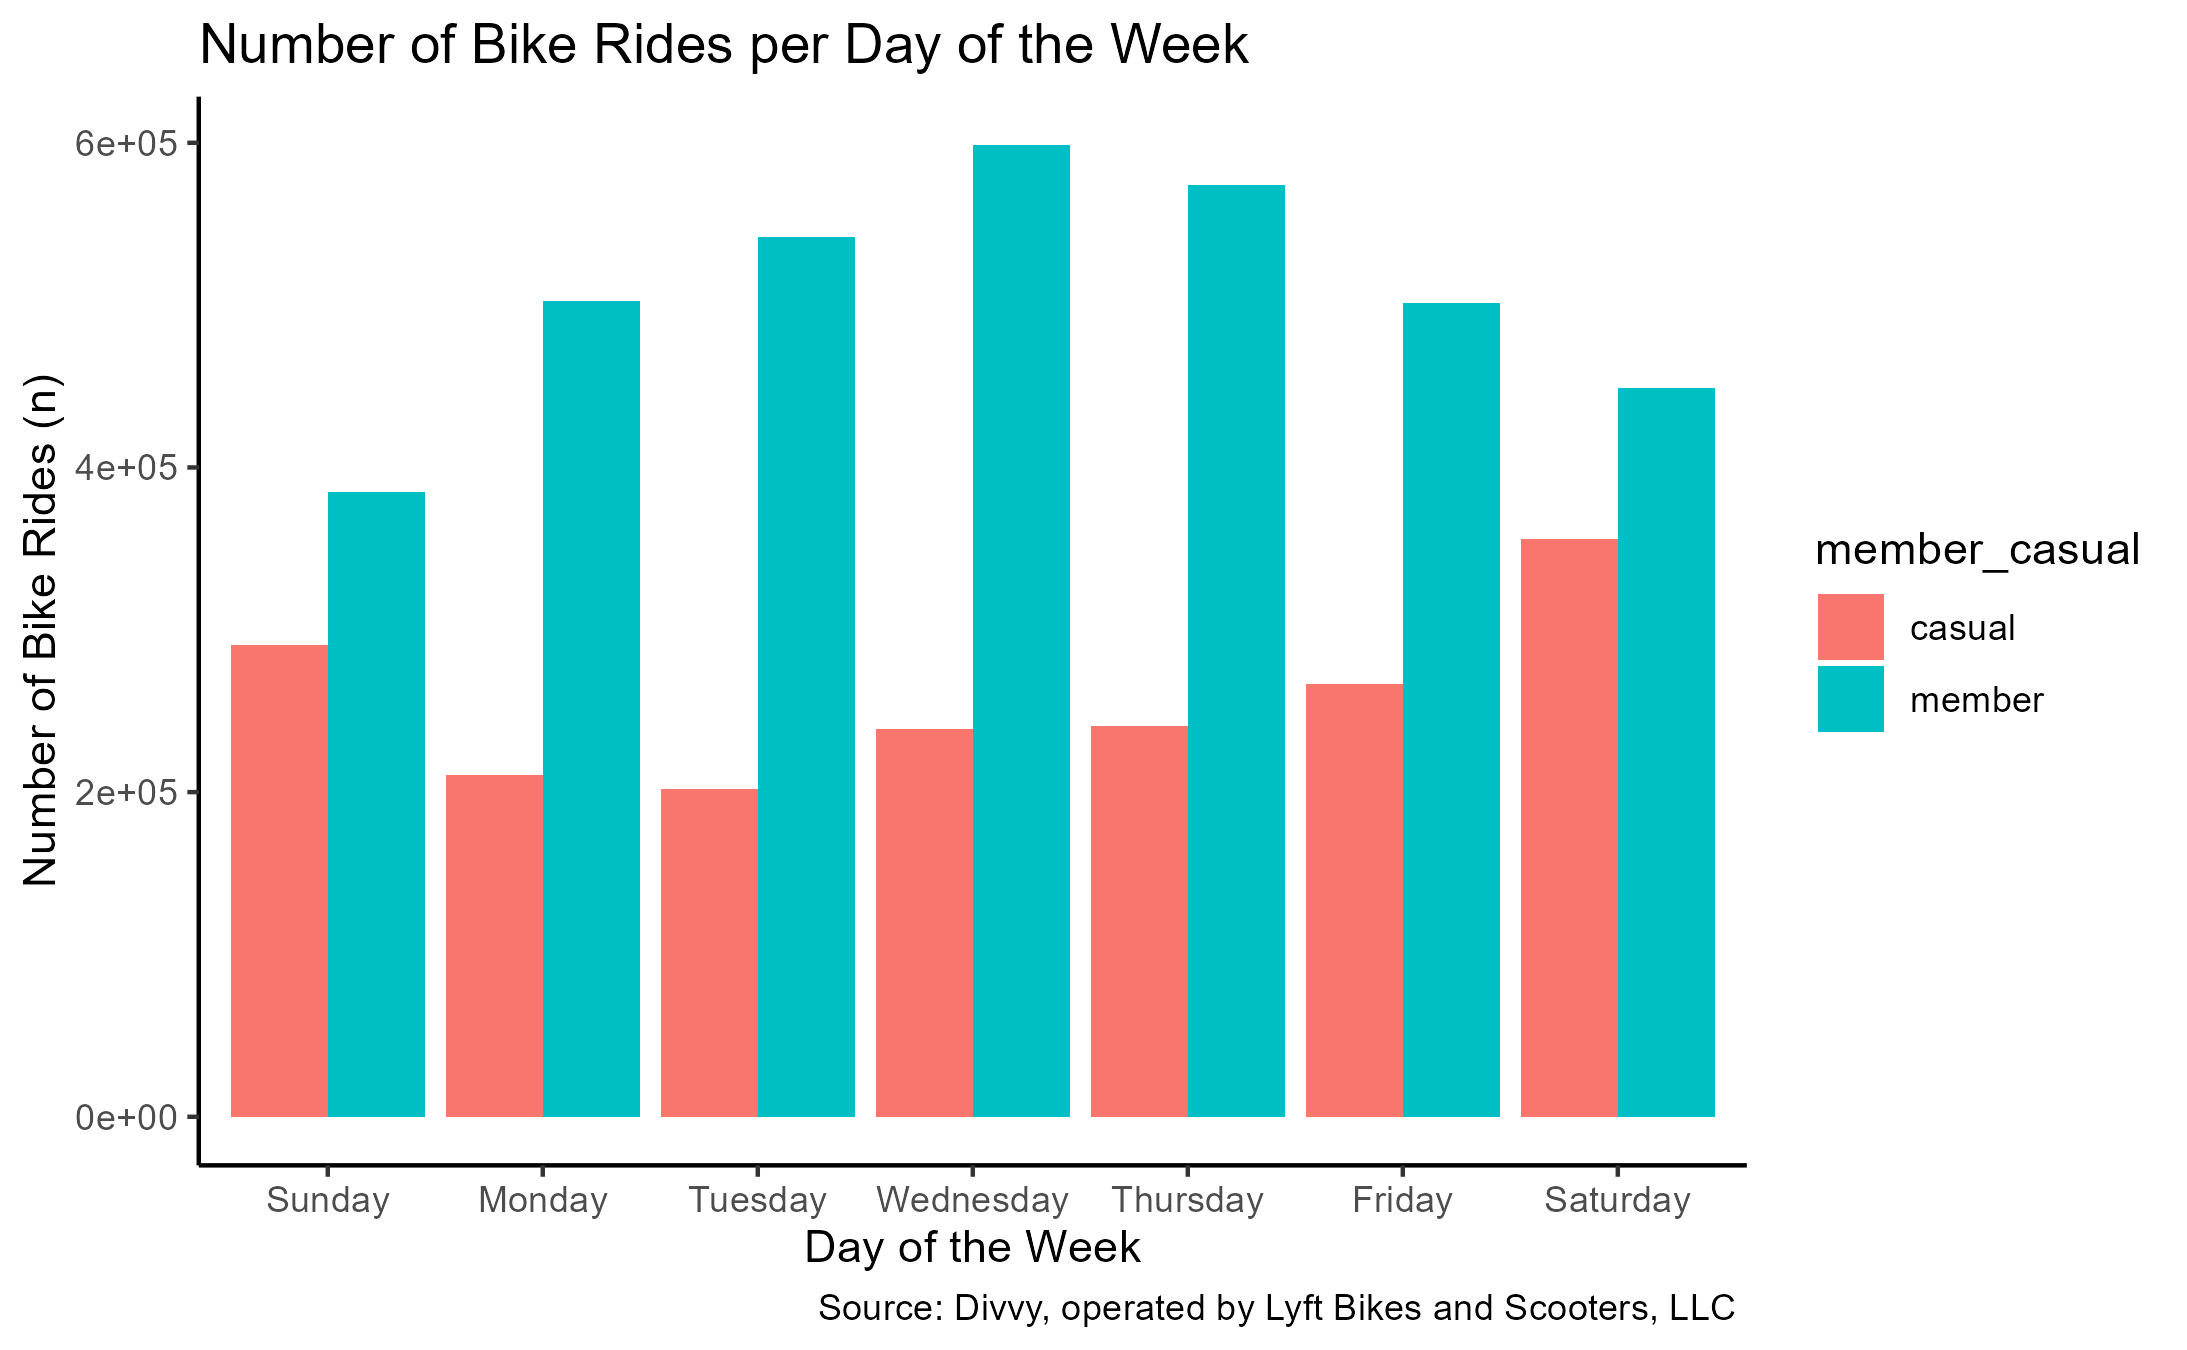 Number of Bike Rides per Day of the Week
Number of Bike Rides (n)
6e+05
4e+05
2e+05
0e+00
Sunday Monday Tuesday Wednesday Thursday Friday Saturday
Day of the Week
Source: Divvy, operated by Lyft Bikes and Scooters, LLC
member_casual
casual
member